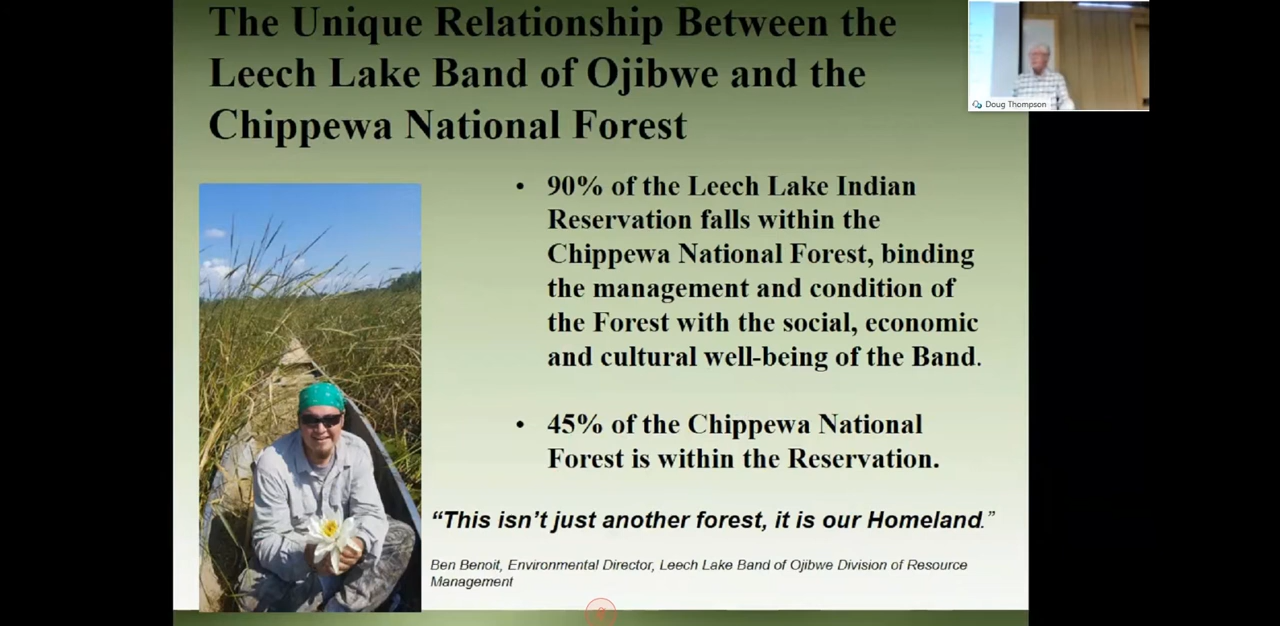 The Unique Relationship Between the
Leech Lake Band of Ojibwe and the
Chippewa National Forest
Doug Thompson
• 90% of the Leech Lake Indian
Reservation falls within the
Chippewa National Forest, binding
the management and condition of
the Forest with the social, economic
and cultural well-being of the Band.
• 45% of the Chippewa National
Forest is within the Reservation.
“This isn’t just another forest, it is our Homeland.”
Ben Benoit, Environmental Director, Leech Lake Band of Ojibwe Division of Resource
Management